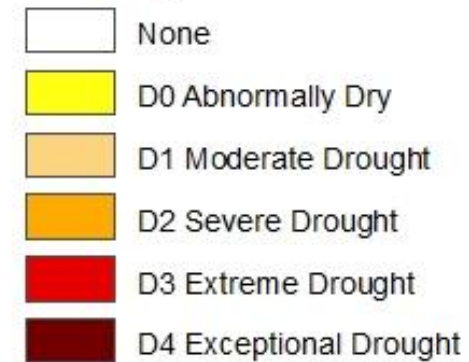 None
D0 Abnormally Dry
D1 Moderate Drought
D2 Severe Drought
D3 Extreme Drought
D4 Exceptional Drought